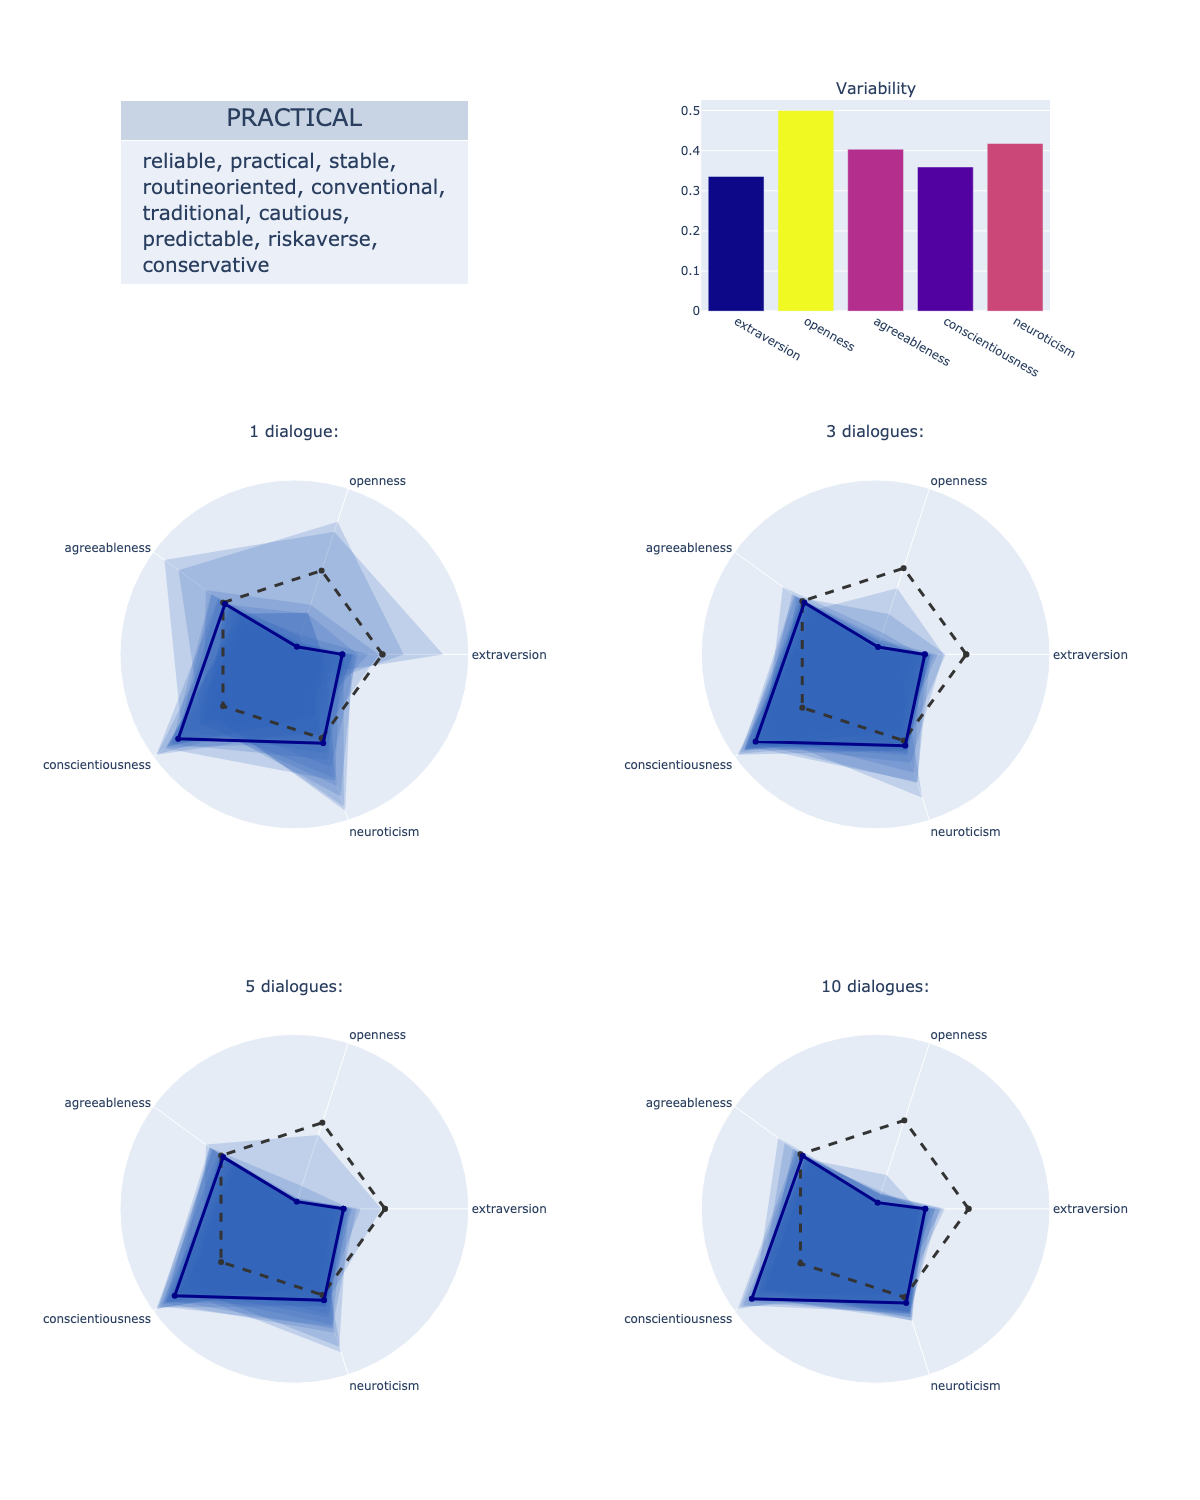 PRACTICAL
reliable, practical, stable,
routineoriented, conventional,
traditional, cautious,
predictable, riskaverse,
conservative
Variability
0.5
0.4
0.3
0.2
0.1
0
extraversion
openness
agreeableness
conscientiousness
neuroticism
1 dialogue:
openness
agreeableness
extraversion
conscientiousness
neuroticism
3 dialogues:
openness
agreeableness
extraversion
conscientiousness
neuroticism
5 dialogues:
openness
agreeableness
extraversion
conscientiousness
neuroticism
10 dialogues:
openness
agreeableness
extraversion
conscientiousness
neuroticism